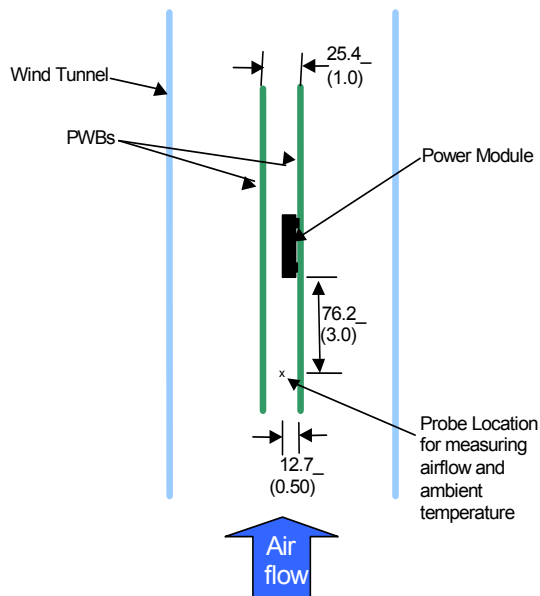 25.4_
(1.0)
Wind Tunnel
PWBs
Power Module
76.2_
(3.0)
x
Probe Location
for measuring
airflow and
ambient
temperature
12.7_
(0.50)
Air
flow